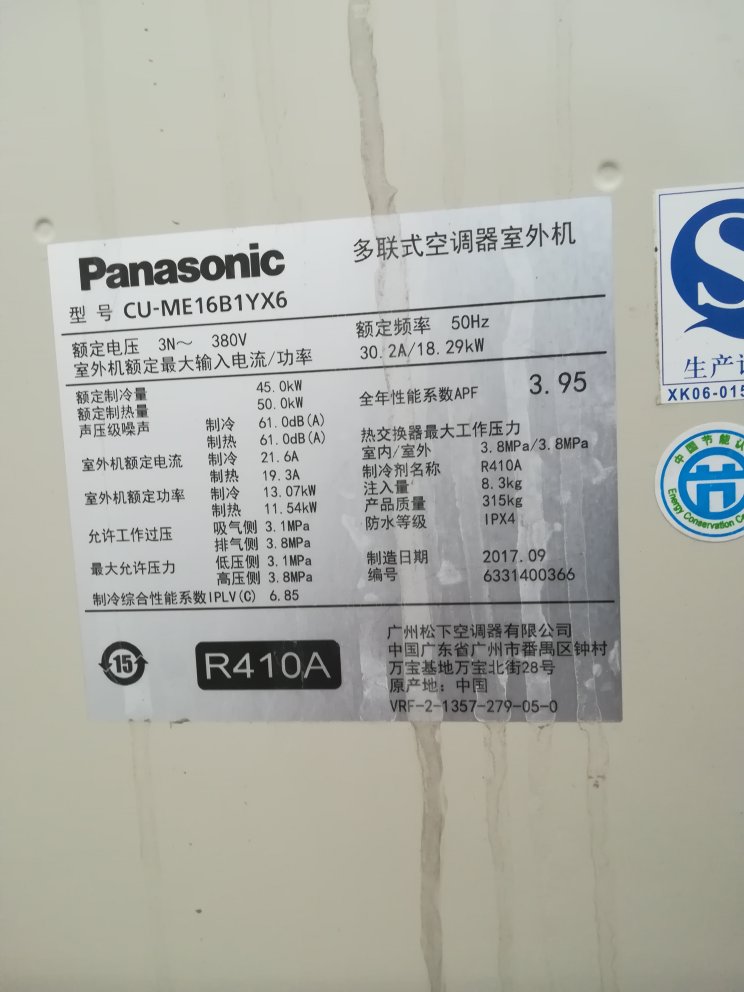 Panasonic
多联式空调器室外机
型 号 CU-ME16B1YX6
额定电压 3N～ 380V
额定频率 50Hz
室外机额定最大输入电流/功率 30.2A/18.29kW
额定制冷量 45.0kW
额定制热量 50.0kW
声压级噪声 制冷 61.0dB(A)
制热 61.0dB(A)
室外机额定电流 制冷 21.6A
制热 19.3A
室外机额定功率 制冷 13.07kW
制热 11.54kW
允许工作过压 吸气侧 3.1MPa
排气侧 3.8MPa
最大允许压力 低压侧 3.1MPa
高压侧 3.8MPa
制冷综合性能系数IPLV(C) 6.85
全年性能系数APF 3.95
热交换器最大工作压力
室内/室外 3.8MPa/3.8MPa
制冷剂名称 R410A
注入量 8.3kg
产品质量 315kg
防水等级 IPX4
制造日期 2017.09
编号 6331400366
15
R410A
广州松下空调器有限公司
中国广东省广州市番禺区钟村
万宝基地万宝北街28号
原产地: 中国
VRF-2-1357-279-05-0
S
生产
XK06-015
中国节能认
Energy Conservation